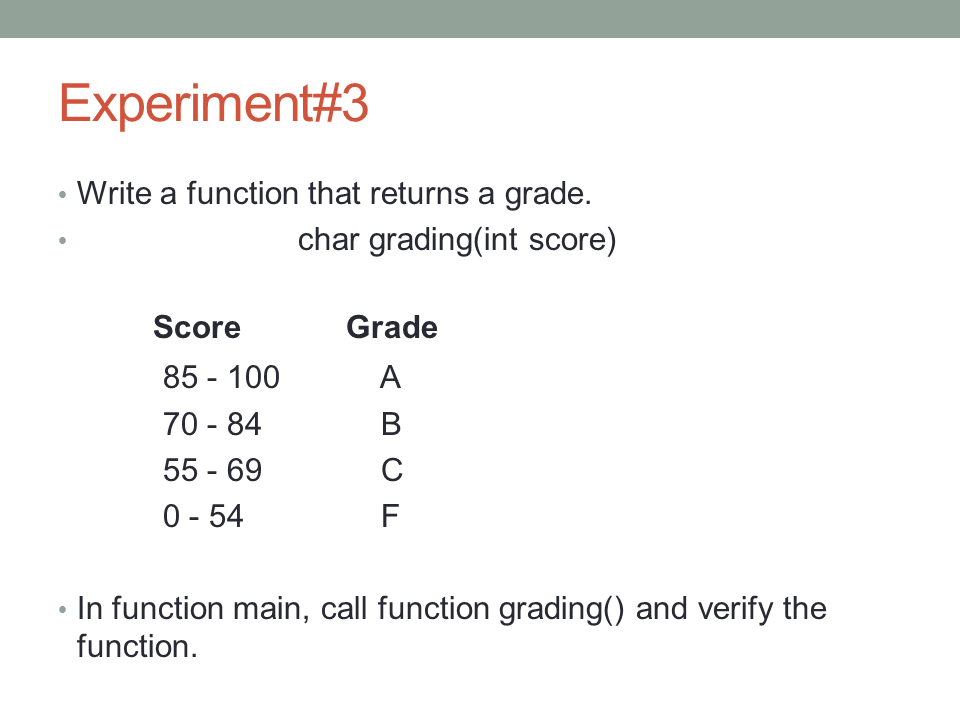 Experiment#3
• Write a function that returns a grade.
• char grading(int score)
Score Grade
85 - 100 A
70 - 84 B
55 - 69 C
0 - 54 F
• In function main, call function grading() and verify the
function.